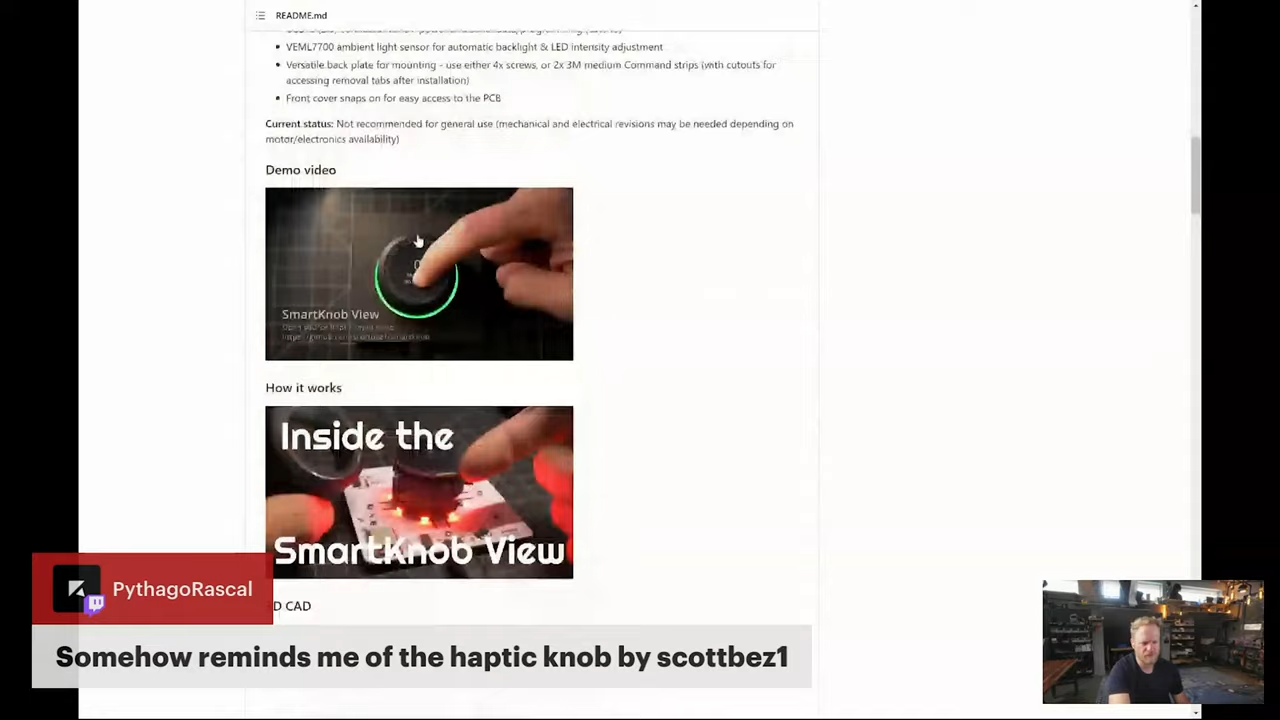 README.md
VEML7700 ambient light sensor for automatic backlight & LED intensity adjustment
Versatile back plate for mounting - use either 4x screws, or 2x 3M medium Command strips (with cutouts for
accessing removal tabs after installation)
Front cover snaps on for easy access to the PCB
Current status: Not recommended for general use (mechanical and electrical revisions may be needed depending on
motor/electronics availability)
Demo video
SmartKnob View
How it works
Inside the
SmartKnob View
D CAD
PythagoRascal
Somehow reminds me of the haptic knob by scottbez1